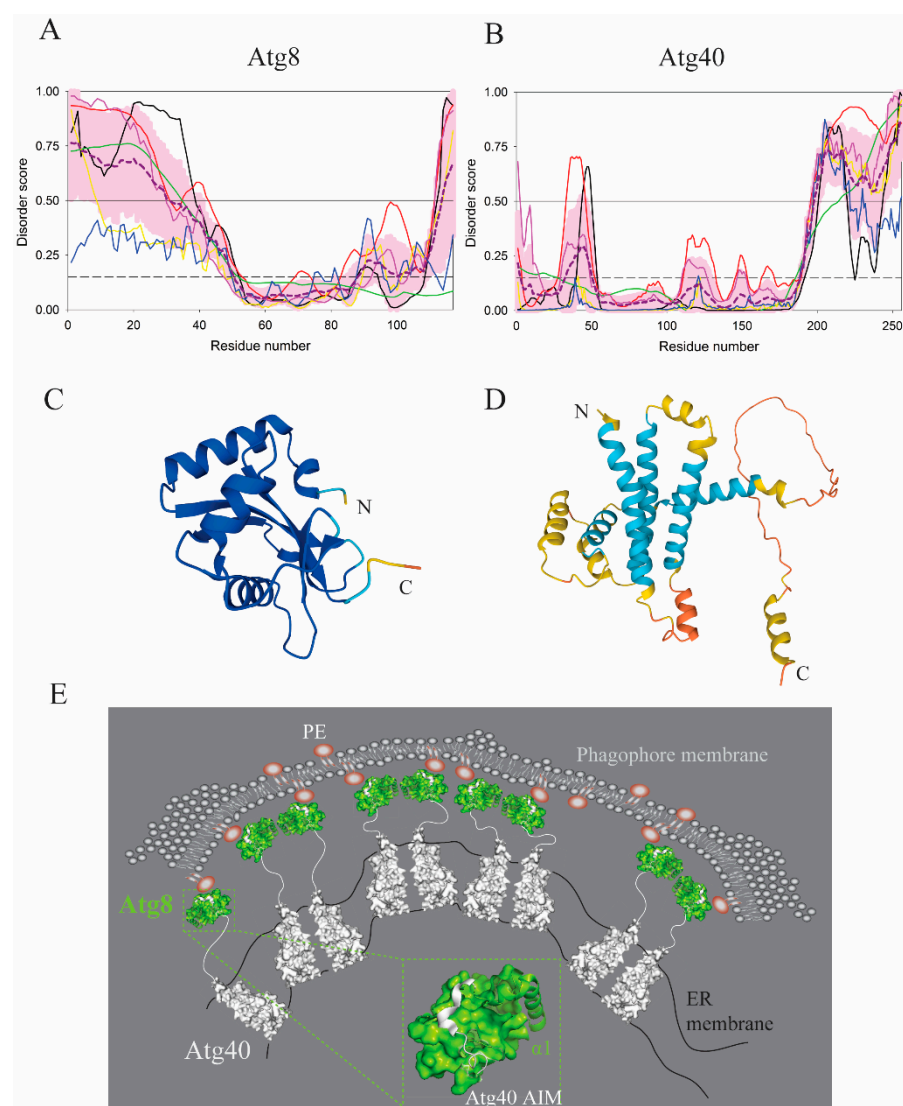 A
B
Atg8
Atg40
1.00
0.75
0.50
0.25
0.00
Disorder score
0
20
40
60
80
100
Residue number
1.00
0.75
0.50
0.25
0.00
Disorder score
0
50
100
150
200
250
Residue number
C
D
N
C
N
C
E
PE
Phagophore membrane
Atg8
Atg40
α1
Atg40 AIM
ER
membrane